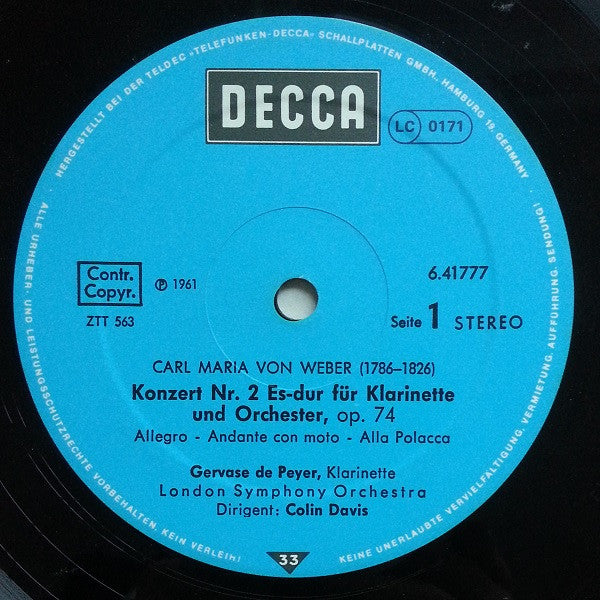 HERGESTELLT BEI DER TELDEC »TELEFUNKEN-DECCA« SCHALLPLATTEN GMBH, HAMBURG 19 GERMANY
DECCA
LC 0171
Contr.
Copyr.
℗ 1961
ZTT 563
6.41777
Seite 1 STEREO
CARL MARIA VON WEBER (1786–1826)
Konzert Nr. 2 Es-dur für Klarinette
und Orchester, op. 74
Allegro - Andante con moto - Alla Polacca
Gervase de Peyer, Klarinette
London Symphony Orchestra
Dirigent: Colin Davis
33
ALLE URHEBER- UND LEISTUNGSSCHUTZRECHTE VORBEHALTEN. KEIN VERLEIH!
KEINE UNERLAUBTE VERVIELFÄLTIGUNG, VERMIETUNG, AUFFÜHRUNG, SENDUNG!